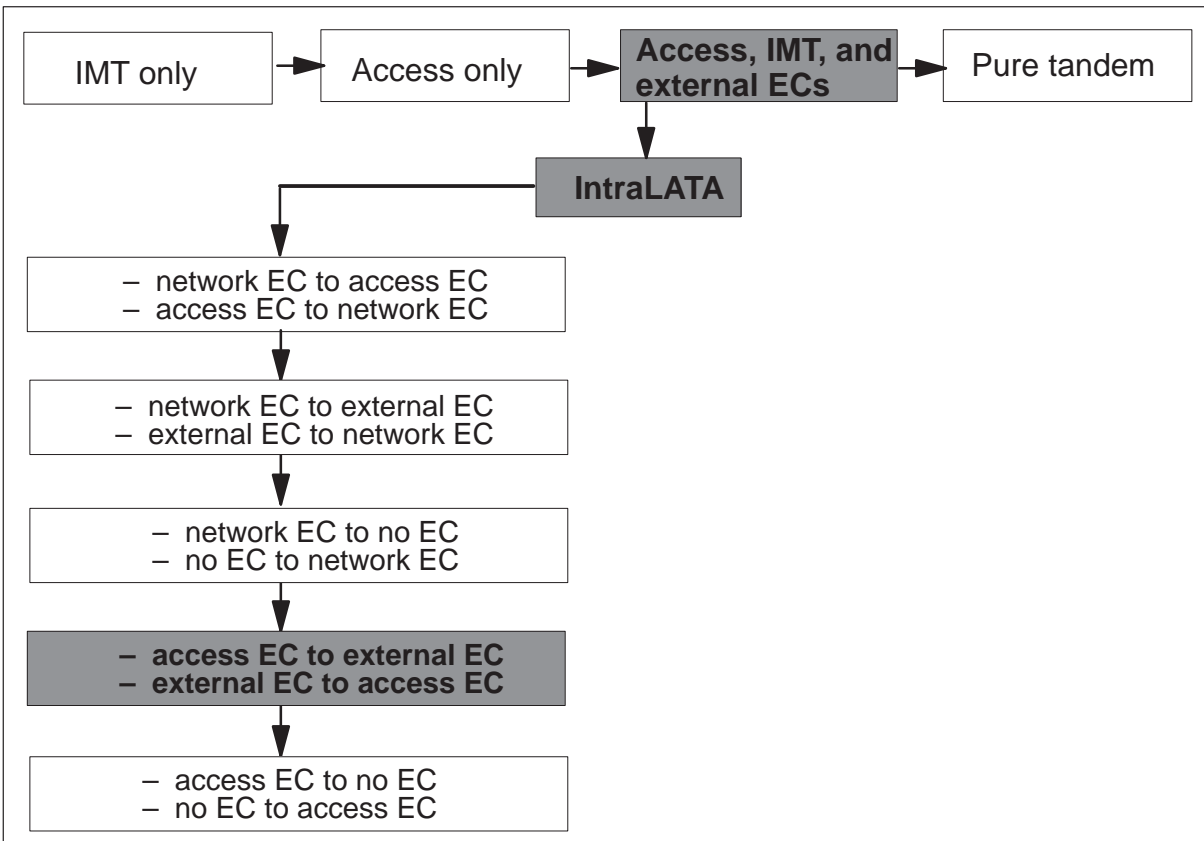 IMT only
Access only
Access, IMT, and
external ECs
Pure tandem
IntraLATA
– network EC to access EC
– access EC to network EC
– network EC to external EC
– external EC to network EC
– network EC to no EC
– no EC to network EC
– access EC to external EC
– external EC to access EC
– access EC to no EC
– no EC to access EC